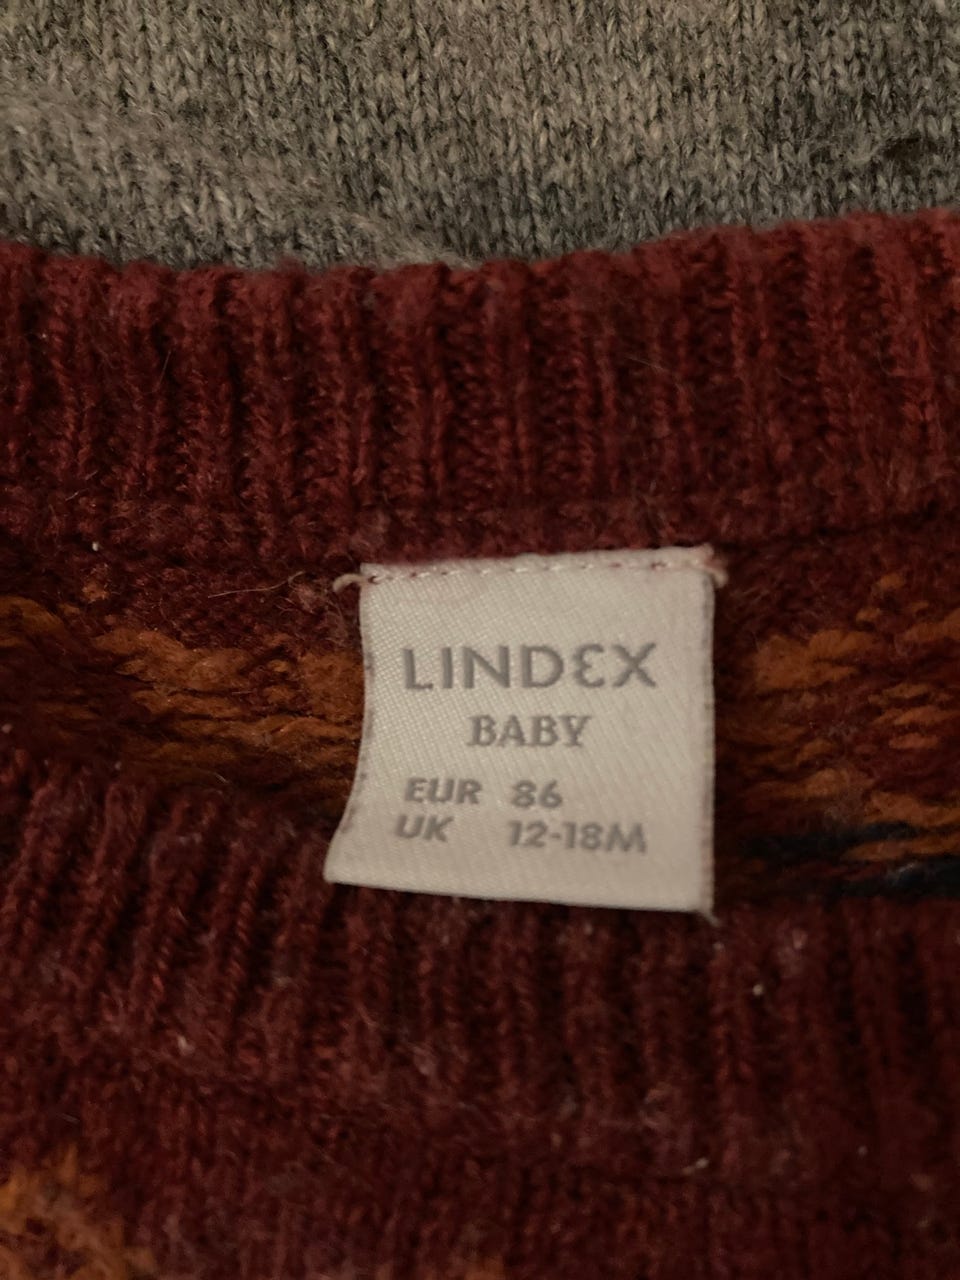 LINDEX
BABY
EUR 86
UK 12-18M